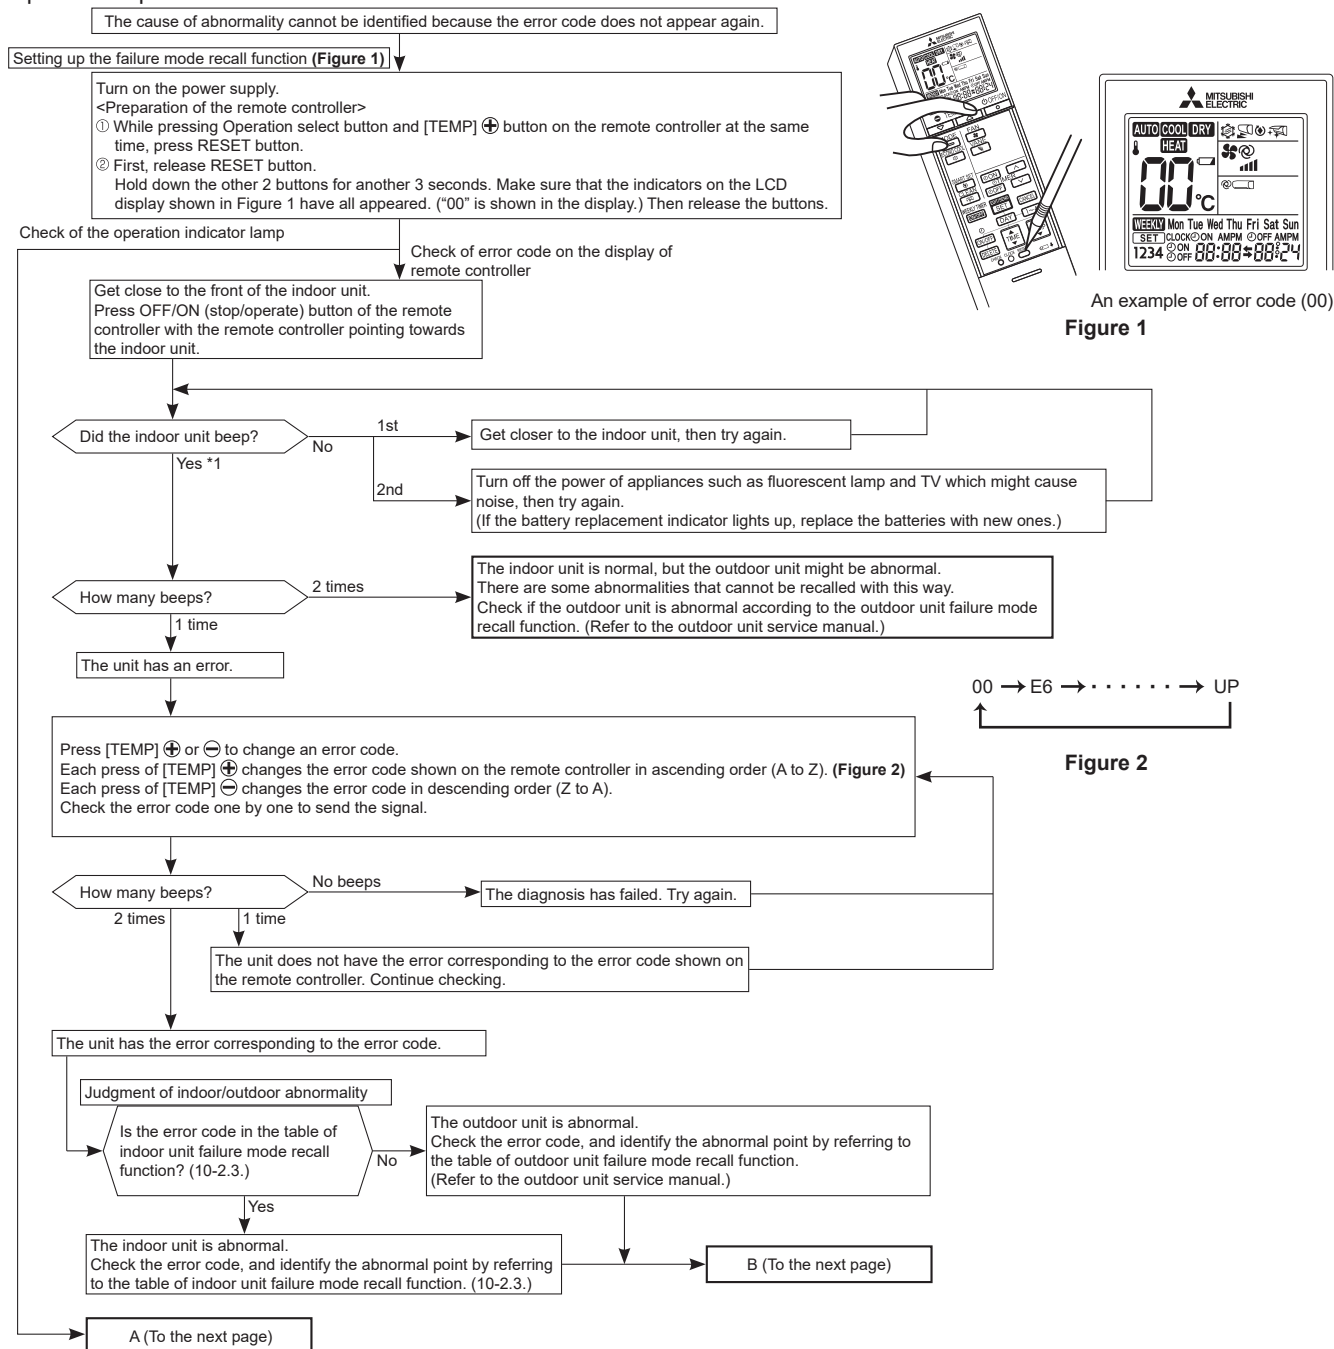 The cause of abnormality cannot be identified because the error code does not appear again.
Setting up the failure mode recall function (Figure 1)
Turn on the power supply.
<Preparation of the remote controller>
① While pressing Operation select button and [TEMP] ⊕ button on the remote controller at the same
time, press RESET button.
② First, release RESET button.
Hold down the other 2 buttons for another 3 seconds. Make sure that the indicators on the LCD
display shown in Figure 1 have all appeared. (“00” is shown in the display.) Then release the buttons.
MITSUBISHI
ELECTRIC
AUTO COOL DRY
HEAT
00°C
WEEKLY Mon Tue Wed Thu Fri Sat Sun
SET CLOCK ON AMPM OFF AMPM
1234 ON
OFF 88:88
An example of error code (00)
Figure 1
Check of the operation indicator lamp
Check of error code on the display of
remote controller
Get close to the front of the indoor unit.
Press OFF/ON (stop/operate) button of the remote
controller with the remote controller pointing towards
the indoor unit.
Did the indoor unit beep?
No
1st
Get closer to the indoor unit, then try again.
Yes *1
2nd
Turn off the power of appliances such as fluorescent lamp and TV which might cause
noise, then try again.
(If the battery replacement indicator lights up, replace the batteries with new ones.)
How many beeps?
2 times
The indoor unit is normal, but the outdoor unit might be abnormal.
There are some abnormalities that cannot be recalled with this way.
Check if the outdoor unit is abnormal according to the outdoor unit failure mode
recall function. (Refer to the outdoor unit service manual.)
1 time
The unit has an error.
00 → E6 → · · · · · · → UP
Figure 2
Press [TEMP] ⊕ or ⊖ to change an error code.
Each press of [TEMP] ⊕ changes the error code shown on the remote controller in ascending order (A to Z). (Figure 2)
Each press of [TEMP] ⊖ changes the error code in descending order (Z to A).
Check the error code one by one to send the signal.
How many beeps?
No beeps
The diagnosis has failed. Try again.
2 times
1 time
The unit does not have the error corresponding to the error code shown on
the remote controller. Continue checking.
The unit has the error corresponding to the error code.
Judgment of indoor/outdoor abnormality
Is the error code in the table of
indoor unit failure mode recall
function? (10-2.3.)
No
The outdoor unit is abnormal.
Check the error code, and identify the abnormal point by referring to
the table of outdoor unit failure mode recall function.
(Refer to the outdoor unit service manual.)
Yes
The indoor unit is abnormal.
Check the error code, and identify the abnormal point by referring
to the table of indoor unit failure mode recall function. (10-2.3.)
B (To the next page)
A (To the next page)